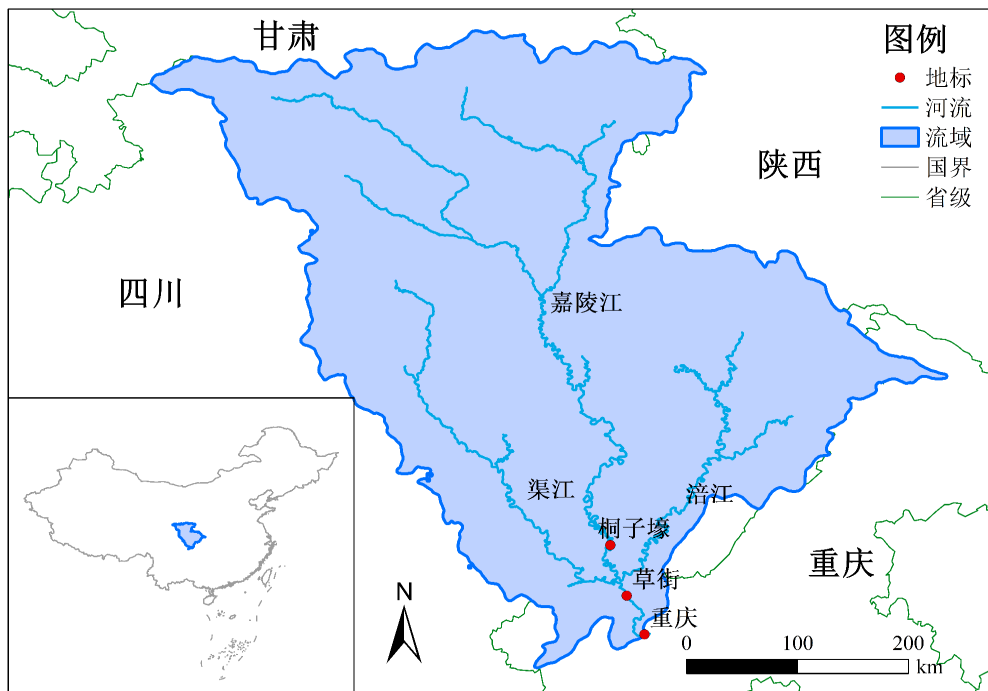 甘肃
图例
地标
河流
流域
国界
省级
陕西
四川
嘉陵江
渠江
涪江
桐子壕
草街
重庆
重庆
N
0 100 200
km